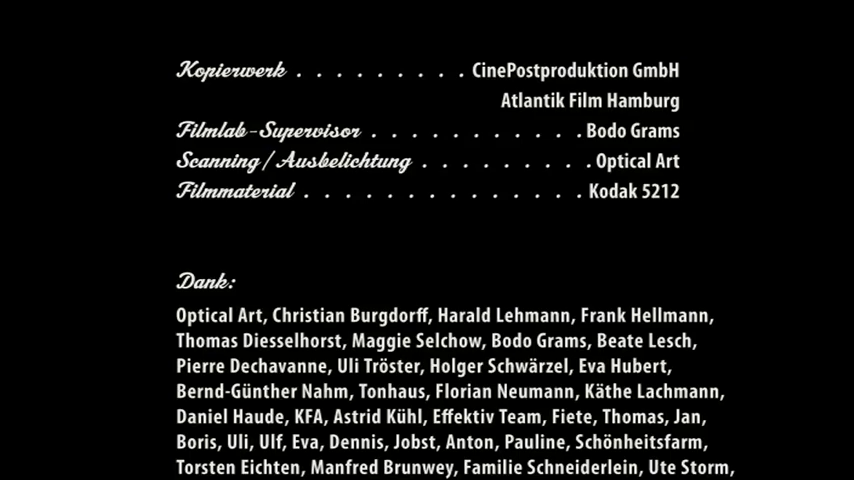 Kopierwerk . . . . . . . . . CinePostproduktion GmbH
Atlantik Film Hamburg
Filmlab-Supervisor . . . . . . . . . . . Bodo Grams
Scanning/Ausbelichtung . . . . . . . . . Optical Art
Filmmaterial . . . . . . . . . . . . . . Kodak 5212
Dank:
Optical Art, Christian Burgdorff, Harald Lehmann, Frank Hellmann,
Thomas Diesselhorst, Maggie Selchow, Bodo Grams, Beate Lesch,
Pierre Dechavanne, Uli Tröster, Holger Schwärzel, Eva Hubert,
Bernd-Günther Nahm, Tonhaus, Florian Neumann, Käthe Lachmann,
Daniel Haude, KFA, Astrid Kühl, Effektiv Team, Fiete, Thomas, Jan,
Boris, Uli, Ulf, Eva, Dennis, Jobst, Anton, Pauline, Schönheitsfarm,
Torsten Eichten, Manfred Brunwey, Familie Schneiderlein, Ute Storm,